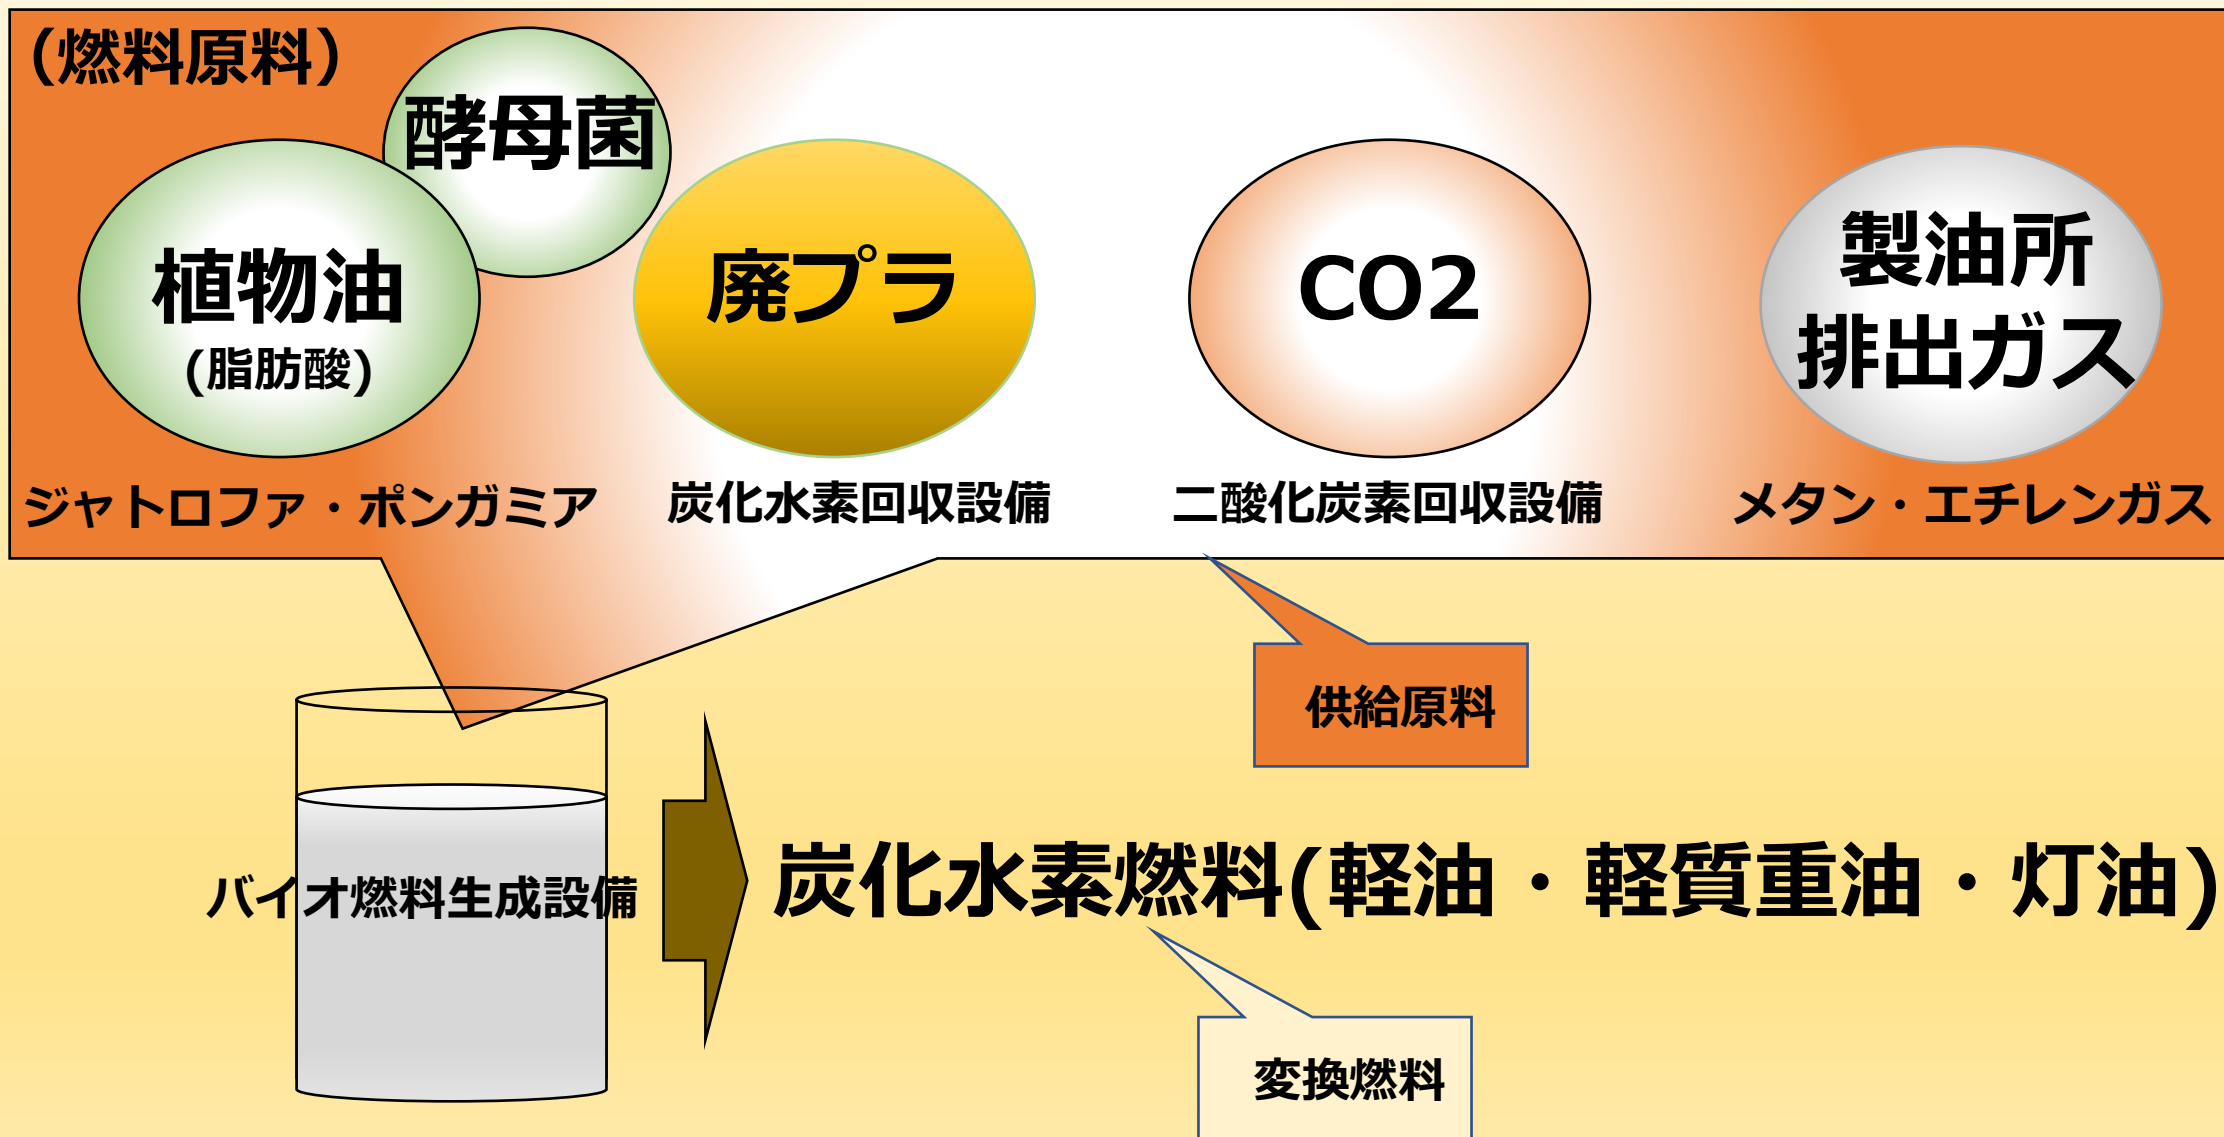 （燃料原料）
酵母菌
植物油
(脂肪酸)
廃プラ
CO2
製油所
排出ガス
ジャトロファ・ポンガミア
炭化水素回収設備
二酸化炭素回収設備
メタン・エチレンガス
供給原料
バイオ燃料生成設備
炭化水素燃料(軽油・軽質重油・灯油)
変換燃料